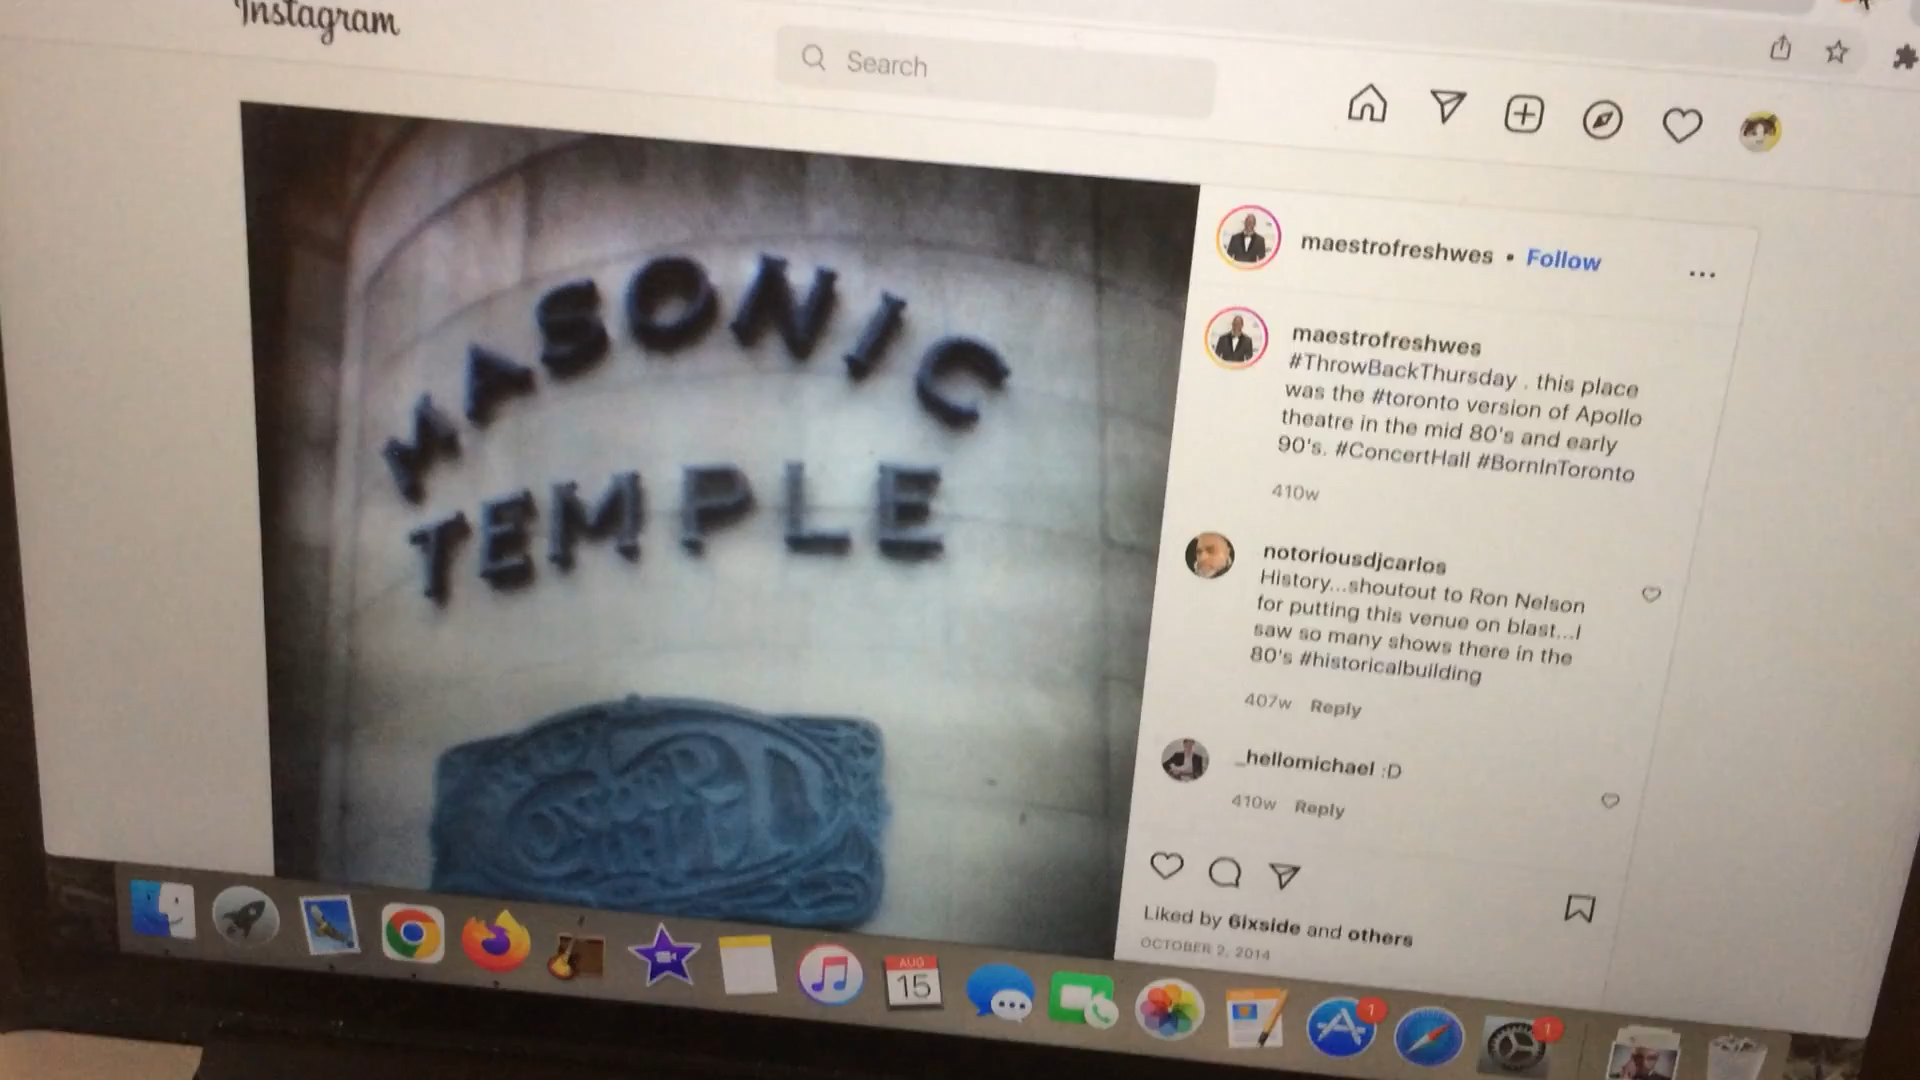 Instagram
Search
MASONIC
TEMPLE
maestrofreshwes • Follow
maestrofreshwes
#ThrowBackThursday . this place
was the #toronto version of Apollo
theatre in the mid 80's and early
90's. #ConcertHall #BornInToronto
410w
notoriousdjcarlos
History...shoutout to Ron Nelson
for putting this venue on blast...I
saw so many shows there in the
80's #historicalbuilding
407w Reply
_hellomichael :D
410w Reply
Liked by 6ixside and others
OCTOBER 2, 2014
AUG
15
1
1